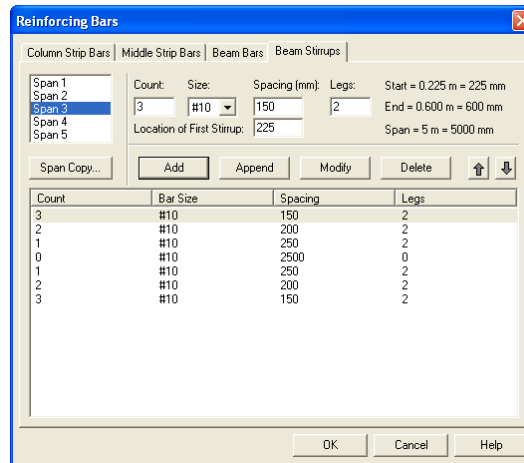 Reinforcing Bars
Column Strip Bars Middle Strip Bars Beam Bars Beam Stirrups
Span 1
Span 2
Span 3
Span 4
Span 5
Count: Size: Spacing (mm): Legs: Start = 0.225 m = 225 mm
3 #10 150 2 End = 0.600 m = 600 mm
Location of First Stirrup: 225 Span = 5 m = 5000 mm
Span Copy... Add Append Modify Delete
Count Bar Size Spacing Legs
3 #10 150 2
2 #10 200 2
1 #10 250 2
0 #10 2500 0
1 #10 250 2
2 #10 200 2
3 #10 150 2
OK Cancel Help